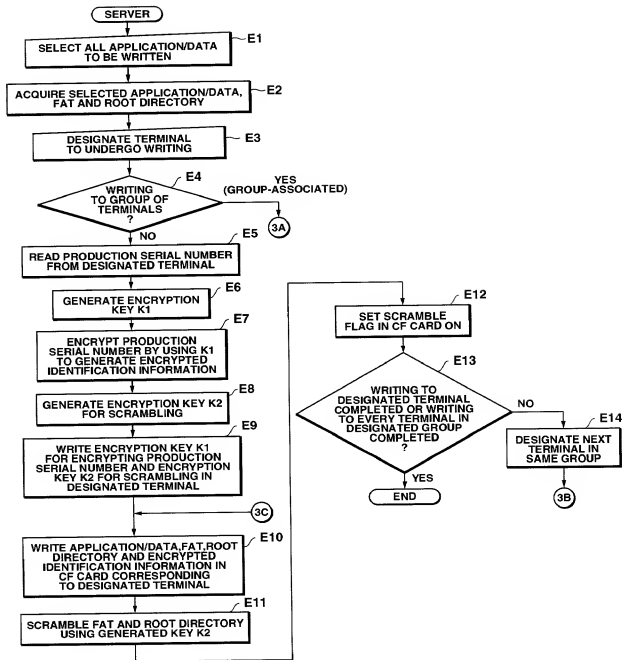 SERVER
SELECT ALL APPLICATION/DATA
TO BE WRITTEN
E1
ACQUIRE SELECTED APPLICATION/DATA,
FAT AND ROOT DIRECTORY
E2
DESIGNATE TERMINAL
TO UNDERGO WRITING
E3
WRITING
TO GROUP OF
TERMINALS
?
E4
YES
(GROUP-ASSOCIATED)
3A
NO
READ PRODUCTION SERIAL NUMBER
FROM DESIGNATED TERMINAL
E5
GENERATE ENCRYPTION
KEY K1
E6
ENCRYPT PRODUCTION
SERIAL NUMBER BY USING K1
TO GENERATE ENCRYPTED
IDENTIFICATION INFORMATION
E7
GENERATE ENCRYPTION KEY K2
FOR SCRAMBLING
E8
WRITE ENCRYPTION KEY K1
FOR ENCRYPTING PRODUCTION
SERIAL NUMBER AND ENCRYPTION
KEY K2 FOR SCRAMBLING IN
DESIGNATED TERMINAL
E9
3C
WRITE APPLICATION/DATA,FAT,ROOT
DIRECTORY AND ENCRYPTED
IDENTIFICATION INFORMATION IN
CF CARD CORRESPONDING
TO DESIGNATED TERMINAL
E10
SCRAMBLE FAT AND ROOT DIRECTORY
USING GENERATED KEY K2
E11
SET SCRAMBLE
FLAG IN CF CARD ON
E12
WRITING TO
DESIGNATED TERMINAL
COMPLETED OR WRITING
TO EVERY TERMINAL IN
DESIGNATED GROUP
COMPLETED
?
E13
NO
YES
END
DESIGNATE NEXT
TERMINAL IN
SAME GROUP
E14
3B